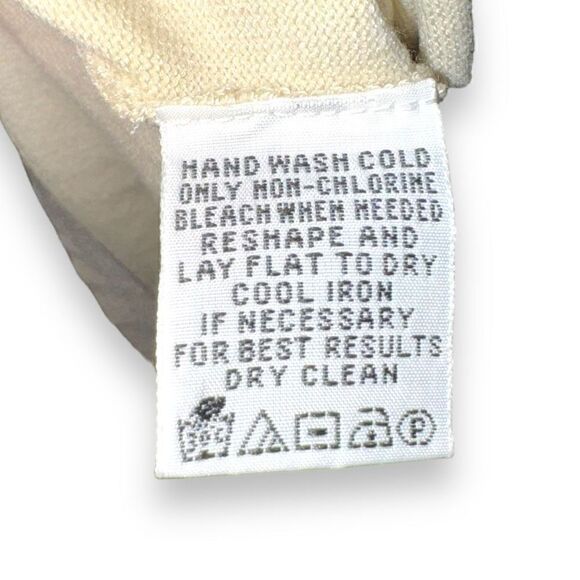 HAND WASH COLD
ONLY NON-CHLORINE
BLEACH WHEN NEEDED
RESHAPE AND
LAY FLAT TO DRY
COOL IRON
IF NECESSARY
FOR BEST RESULTS
DRY CLEAN
30C P